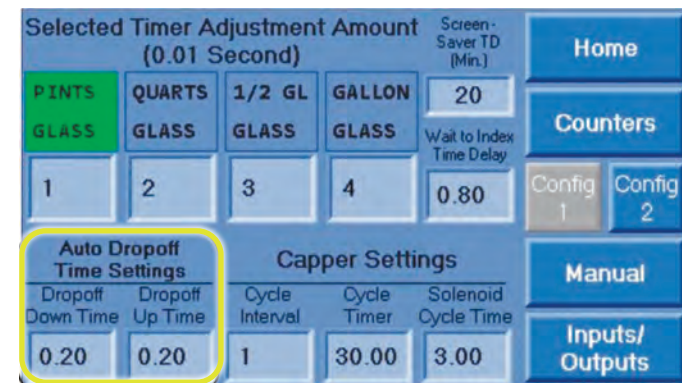 Selected Timer Adjustment Amount
(0.01 Second)
Screen-
Saver TD
(Min.)
20
PINTS
GLASS
QUARTS
GLASS
1/2 GL
GLASS
GALLON
GLASS
Wait to Index
Time Delay
0.80
1
2
3
4
Auto Dropoff
Time Settings
Dropoff
Down Time
Dropoff
Up Time
0.20
0.20
Capper Settings
Cycle
Interval
Cycle
Timer
Solenoid
Cycle Time
1
30.00
3.00
Home
Counters
Config
1
Config
2
Manual
Inputs/
Outputs